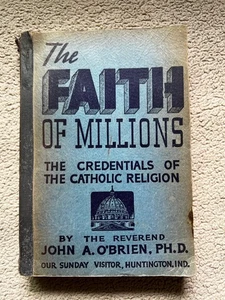 The
FAITH
OF MILLIONS
THE CREDENTIALS OF
THE CATHOLIC RELIGION
BY THE REVEREND
JOHN A. O'BRIEN, PH.D.
OUR SUNDAY VISITOR, HUNTINGTON, IND.